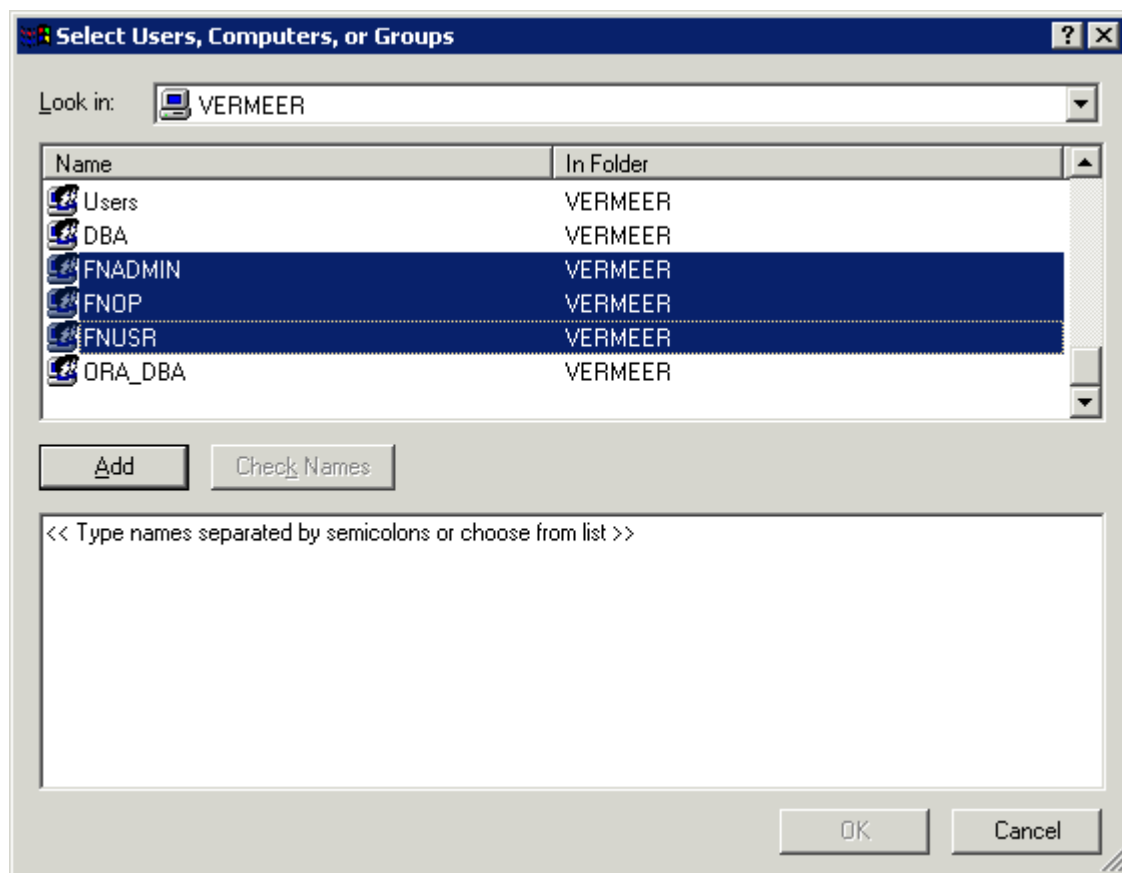 Select Users, Computers, or Groups
Look in: VERMEER
Name In Folder
Users VERMEER
DBA VERMEER
FNADMIN VERMEER
FNOP VERMEER
FNUSR VERMEER
ORA_DBA VERMEER
Add Check Names
<< Type names separated by semicolons or choose from list >>
OK Cancel